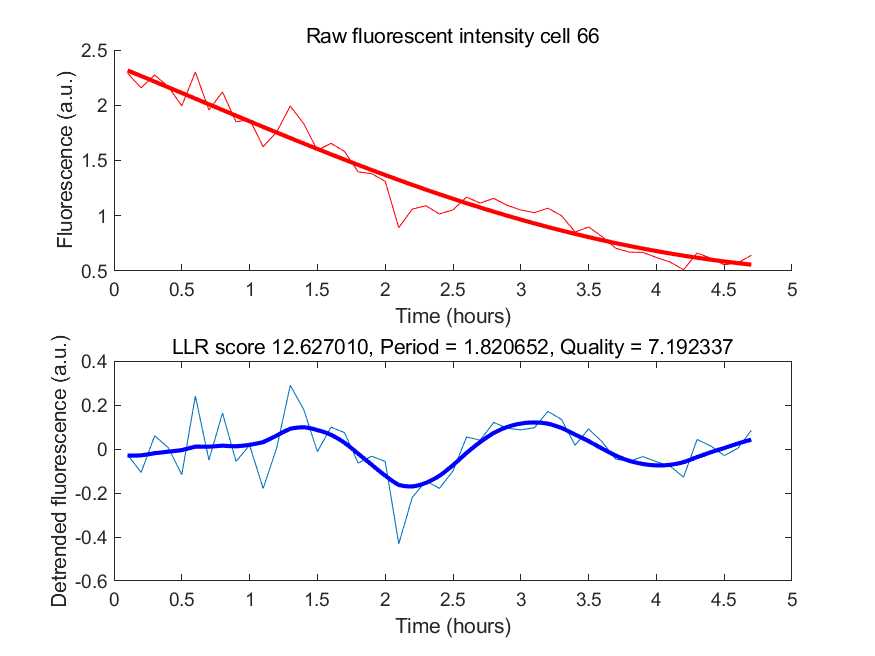 Raw fluorescent intensity cell 66
2.5
2
1.5
1
0.5
Fluorescence (a.u.)
0 0.5 1 1.5 2 2.5 3 3.5 4 4.5 5
Time (hours)
LLR score 12.627010, Period = 1.820652, Quality = 7.192337
0.4
0.2
0
-0.2
-0.4
-0.6
Detrended fluorescence (a.u.)
0 0.5 1 1.5 2 2.5 3 3.5 4 4.5 5
Time (hours)